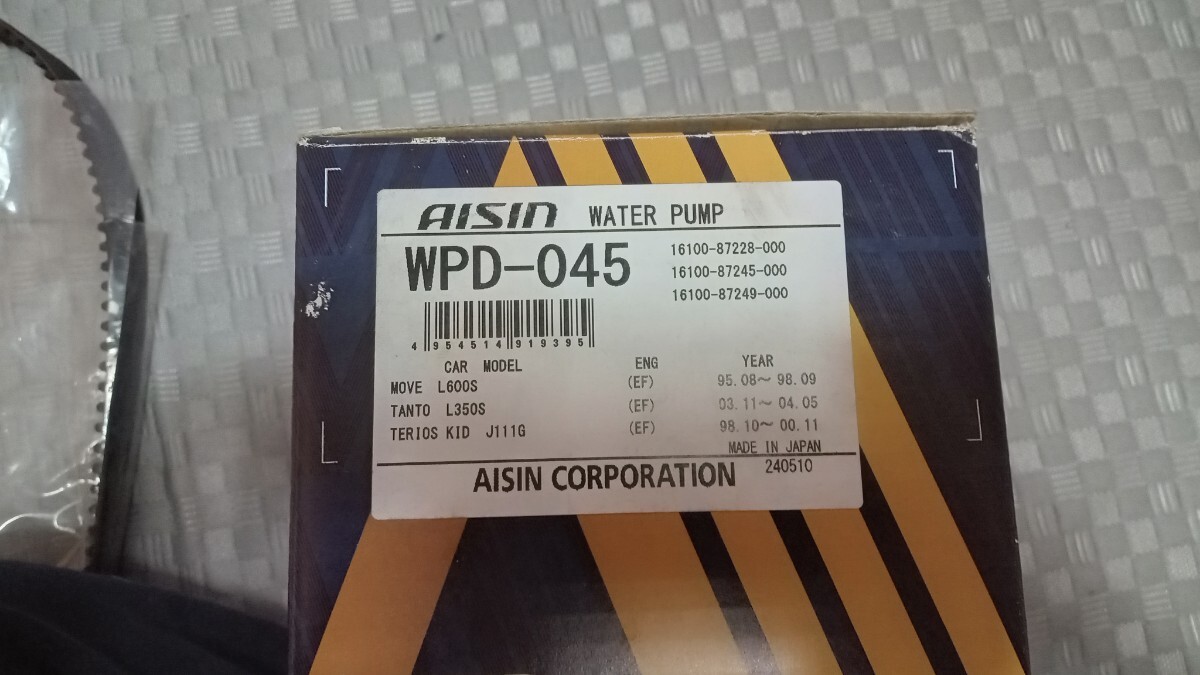 AISIN WATER PUMP
WPD-045
16100-87228-000
16100-87245-000
16100-87249-000
4 954514 919395
CAR MODEL ENG YEAR
MOVE L600S (EF) 95.08～ 98.09
TANTO L350S (EF) 03.11～ 04.05
TERIOS KID J111G (EF) 98.10～ 00.11
MADE IN JAPAN
240510
AISIN CORPORATION